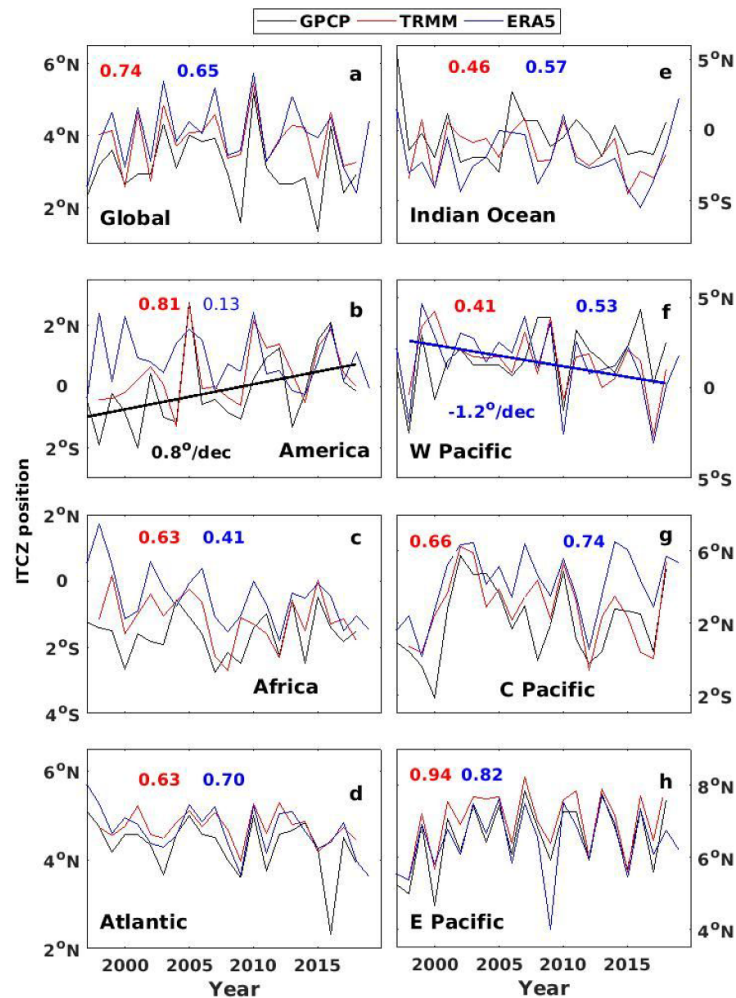 GPCP TRMM ERA5
6°N
4°N
2°N
0.74 0.65 a
Global
0.46 0.57 e
Indian Ocean
5°N
0
5°S
2°N
0
2°S
0.81 0.13 b
0.8°/dec America
0.41 0.53 f
-1.2°/dec
W Pacific
5°N
0
5°S
ITCZ position
2°N
0
2°S
4°S
0.63 0.41 c
Africa
0.66 0.74 g
C Pacific
6°N
2°N
2°S
6°N
4°N
2°N
0.63 0.70 d
Atlantic
0.94 0.82 h
E Pacific
8°N
6°N
4°N
2000 2005 2010 2015
Year
2000 2005 2010 2015
Year